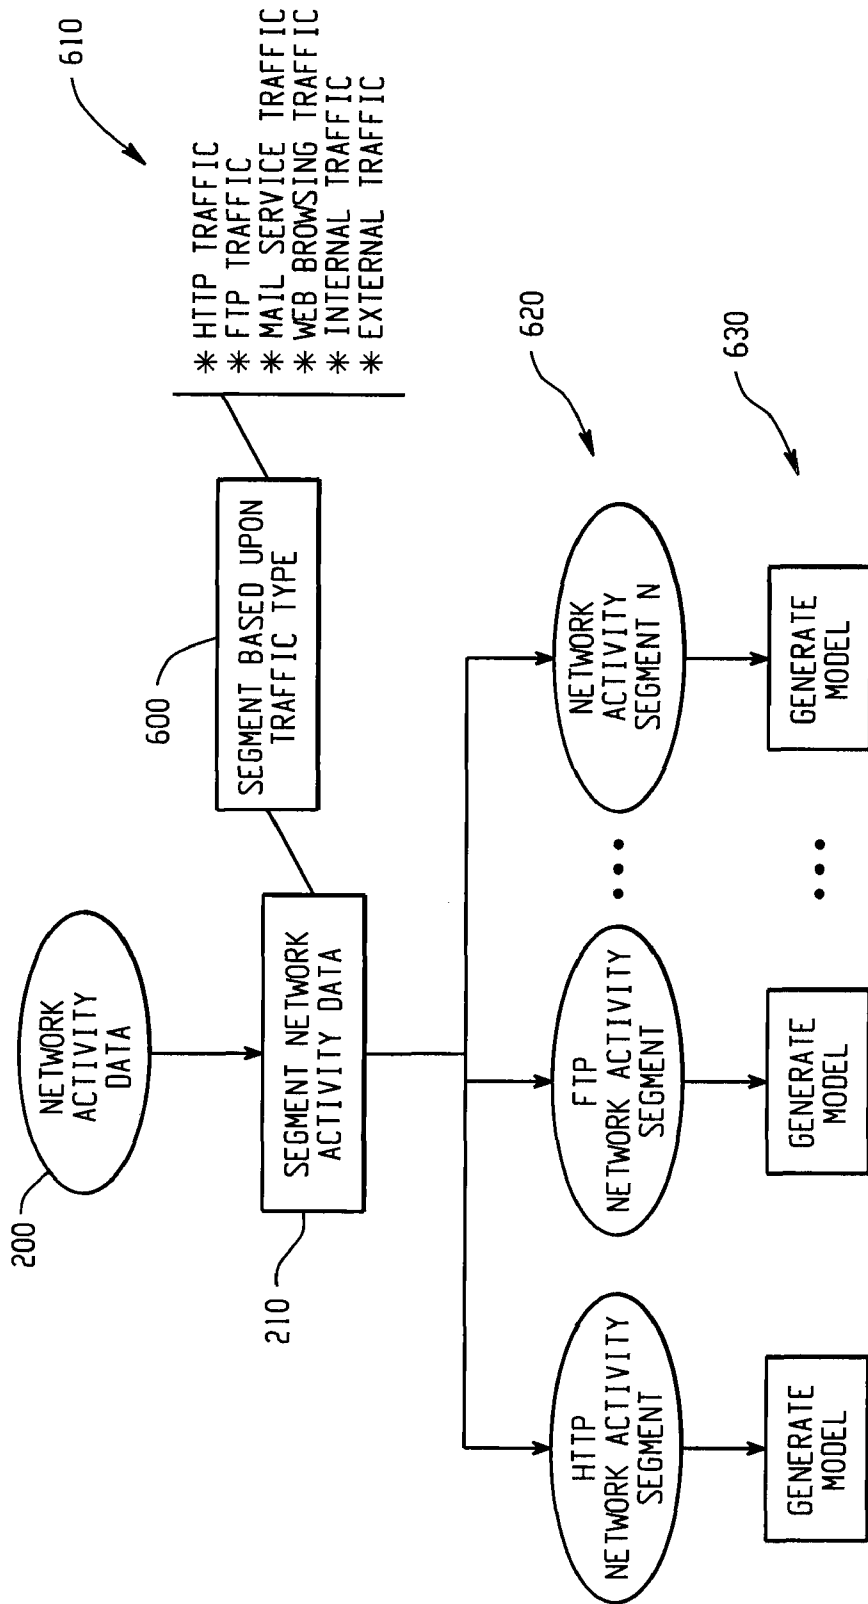 200
NETWORK
ACTIVITY
DATA
210
SEGMENT NETWORK
ACTIVITY DATA
600
SEGMENT BASED UPON
TRAFFIC TYPE
610
* HTTP TRAFFIC
* FTP TRAFFIC
* MAIL SERVICE TRAFFIC
* WEB BROWSING TRAFFIC
* INTERNAL TRAFFIC
* EXTERNAL TRAFFIC
620
HTTP
NETWORK ACTIVITY
SEGMENT
FTP
NETWORK ACTIVITY
SEGMENT
NETWORK
ACTIVITY
SEGMENT N
630
GENERATE
MODEL
GENERATE
MODEL
GENERATE
MODEL